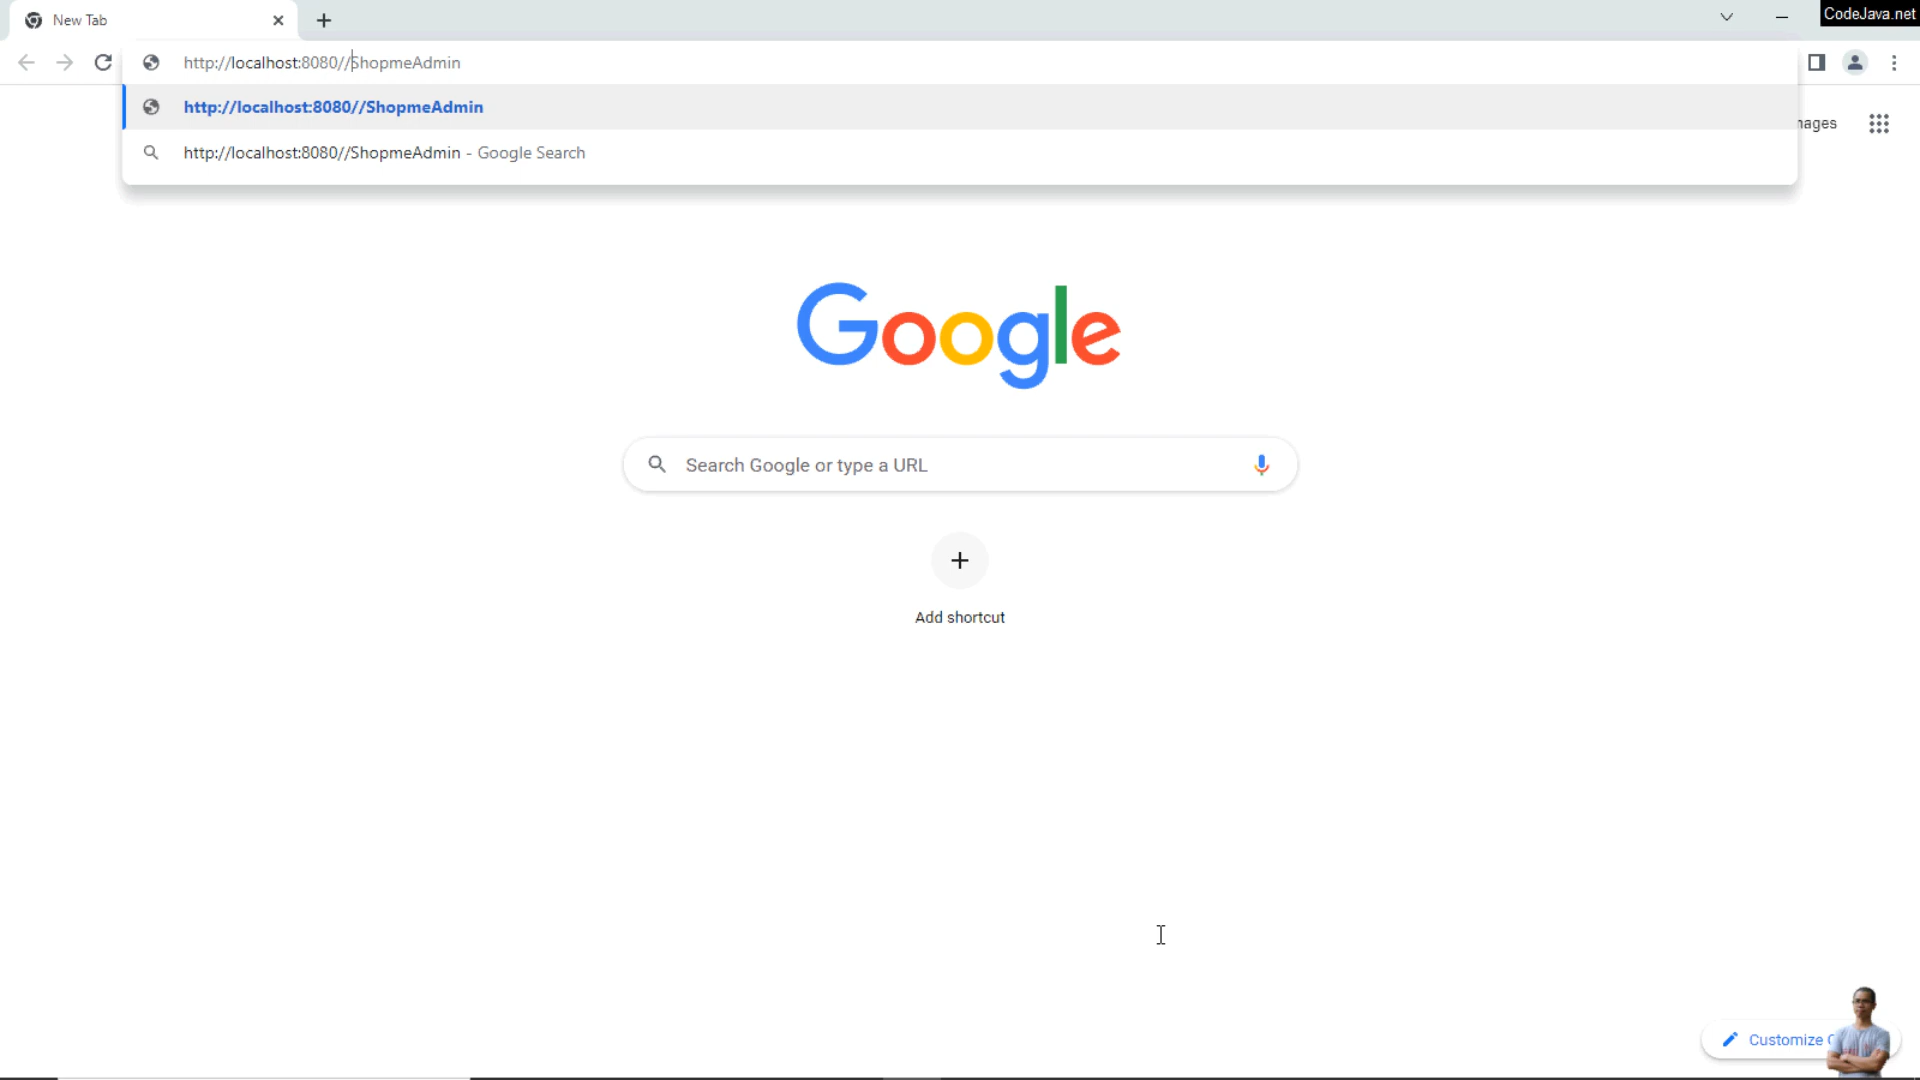 New Tab
CodeJava.net
http://localhost:8080//ShopmeAdmin
http://localhost:8080//ShopmeAdmin
http://localhost:8080//ShopmeAdmin - Google Search
Google
Search Google or type a URL
Add shortcut
Customize